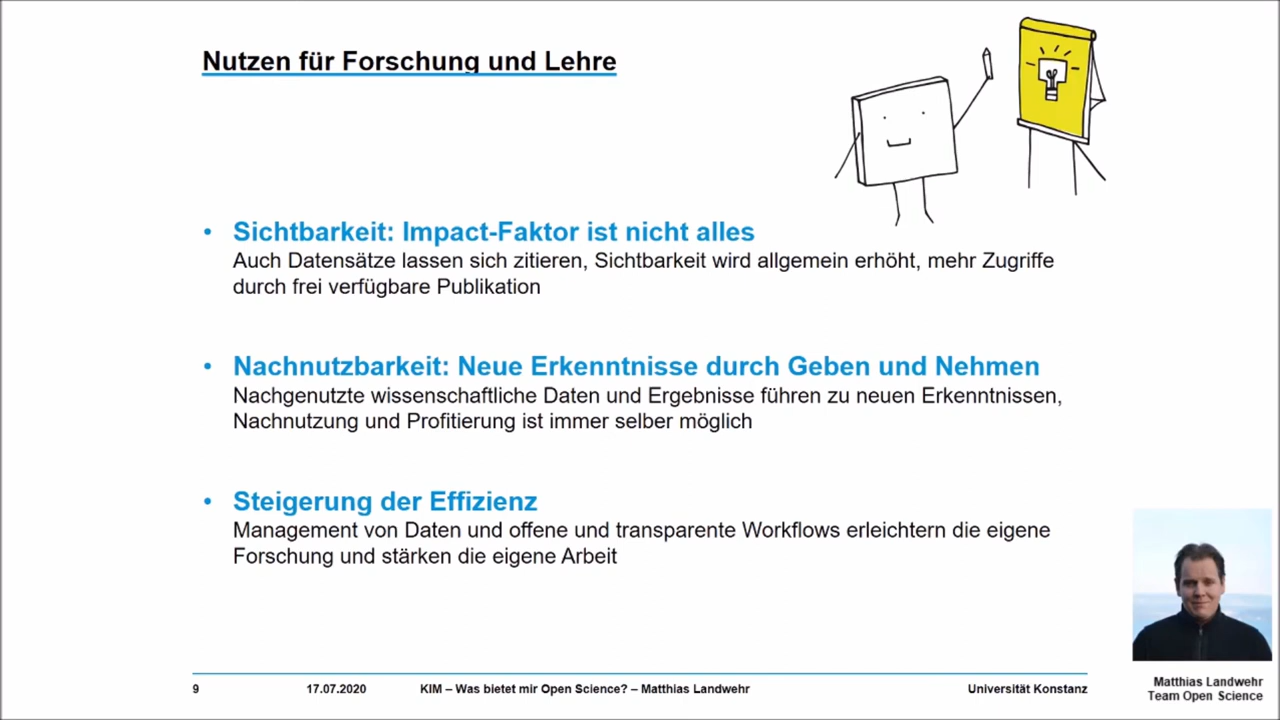 Nutzen für Forschung und Lehre
• Sichtbarkeit: Impact-Faktor ist nicht alles
Auch Datensätze lassen sich zitieren, Sichtbarkeit wird allgemein erhöht, mehr Zugriffe
durch frei verfügbare Publikation
• Nachnutzbarkeit: Neue Erkenntnisse durch Geben und Nehmen
Nachgenutzte wissenschaftliche Daten und Ergebnisse führen zu neuen Erkenntnissen,
Nachnutzung und Profitierung ist immer selber möglich
• Steigerung der Effizienz
Management von Daten und offene und transparente Workflows erleichtern die eigene
Forschung und stärken die eigene Arbeit
9 17.07.2020 KIM – Was bietet mir Open Science? – Matthias Landwehr Universität Konstanz
Matthias Landwehr
Team Open Science